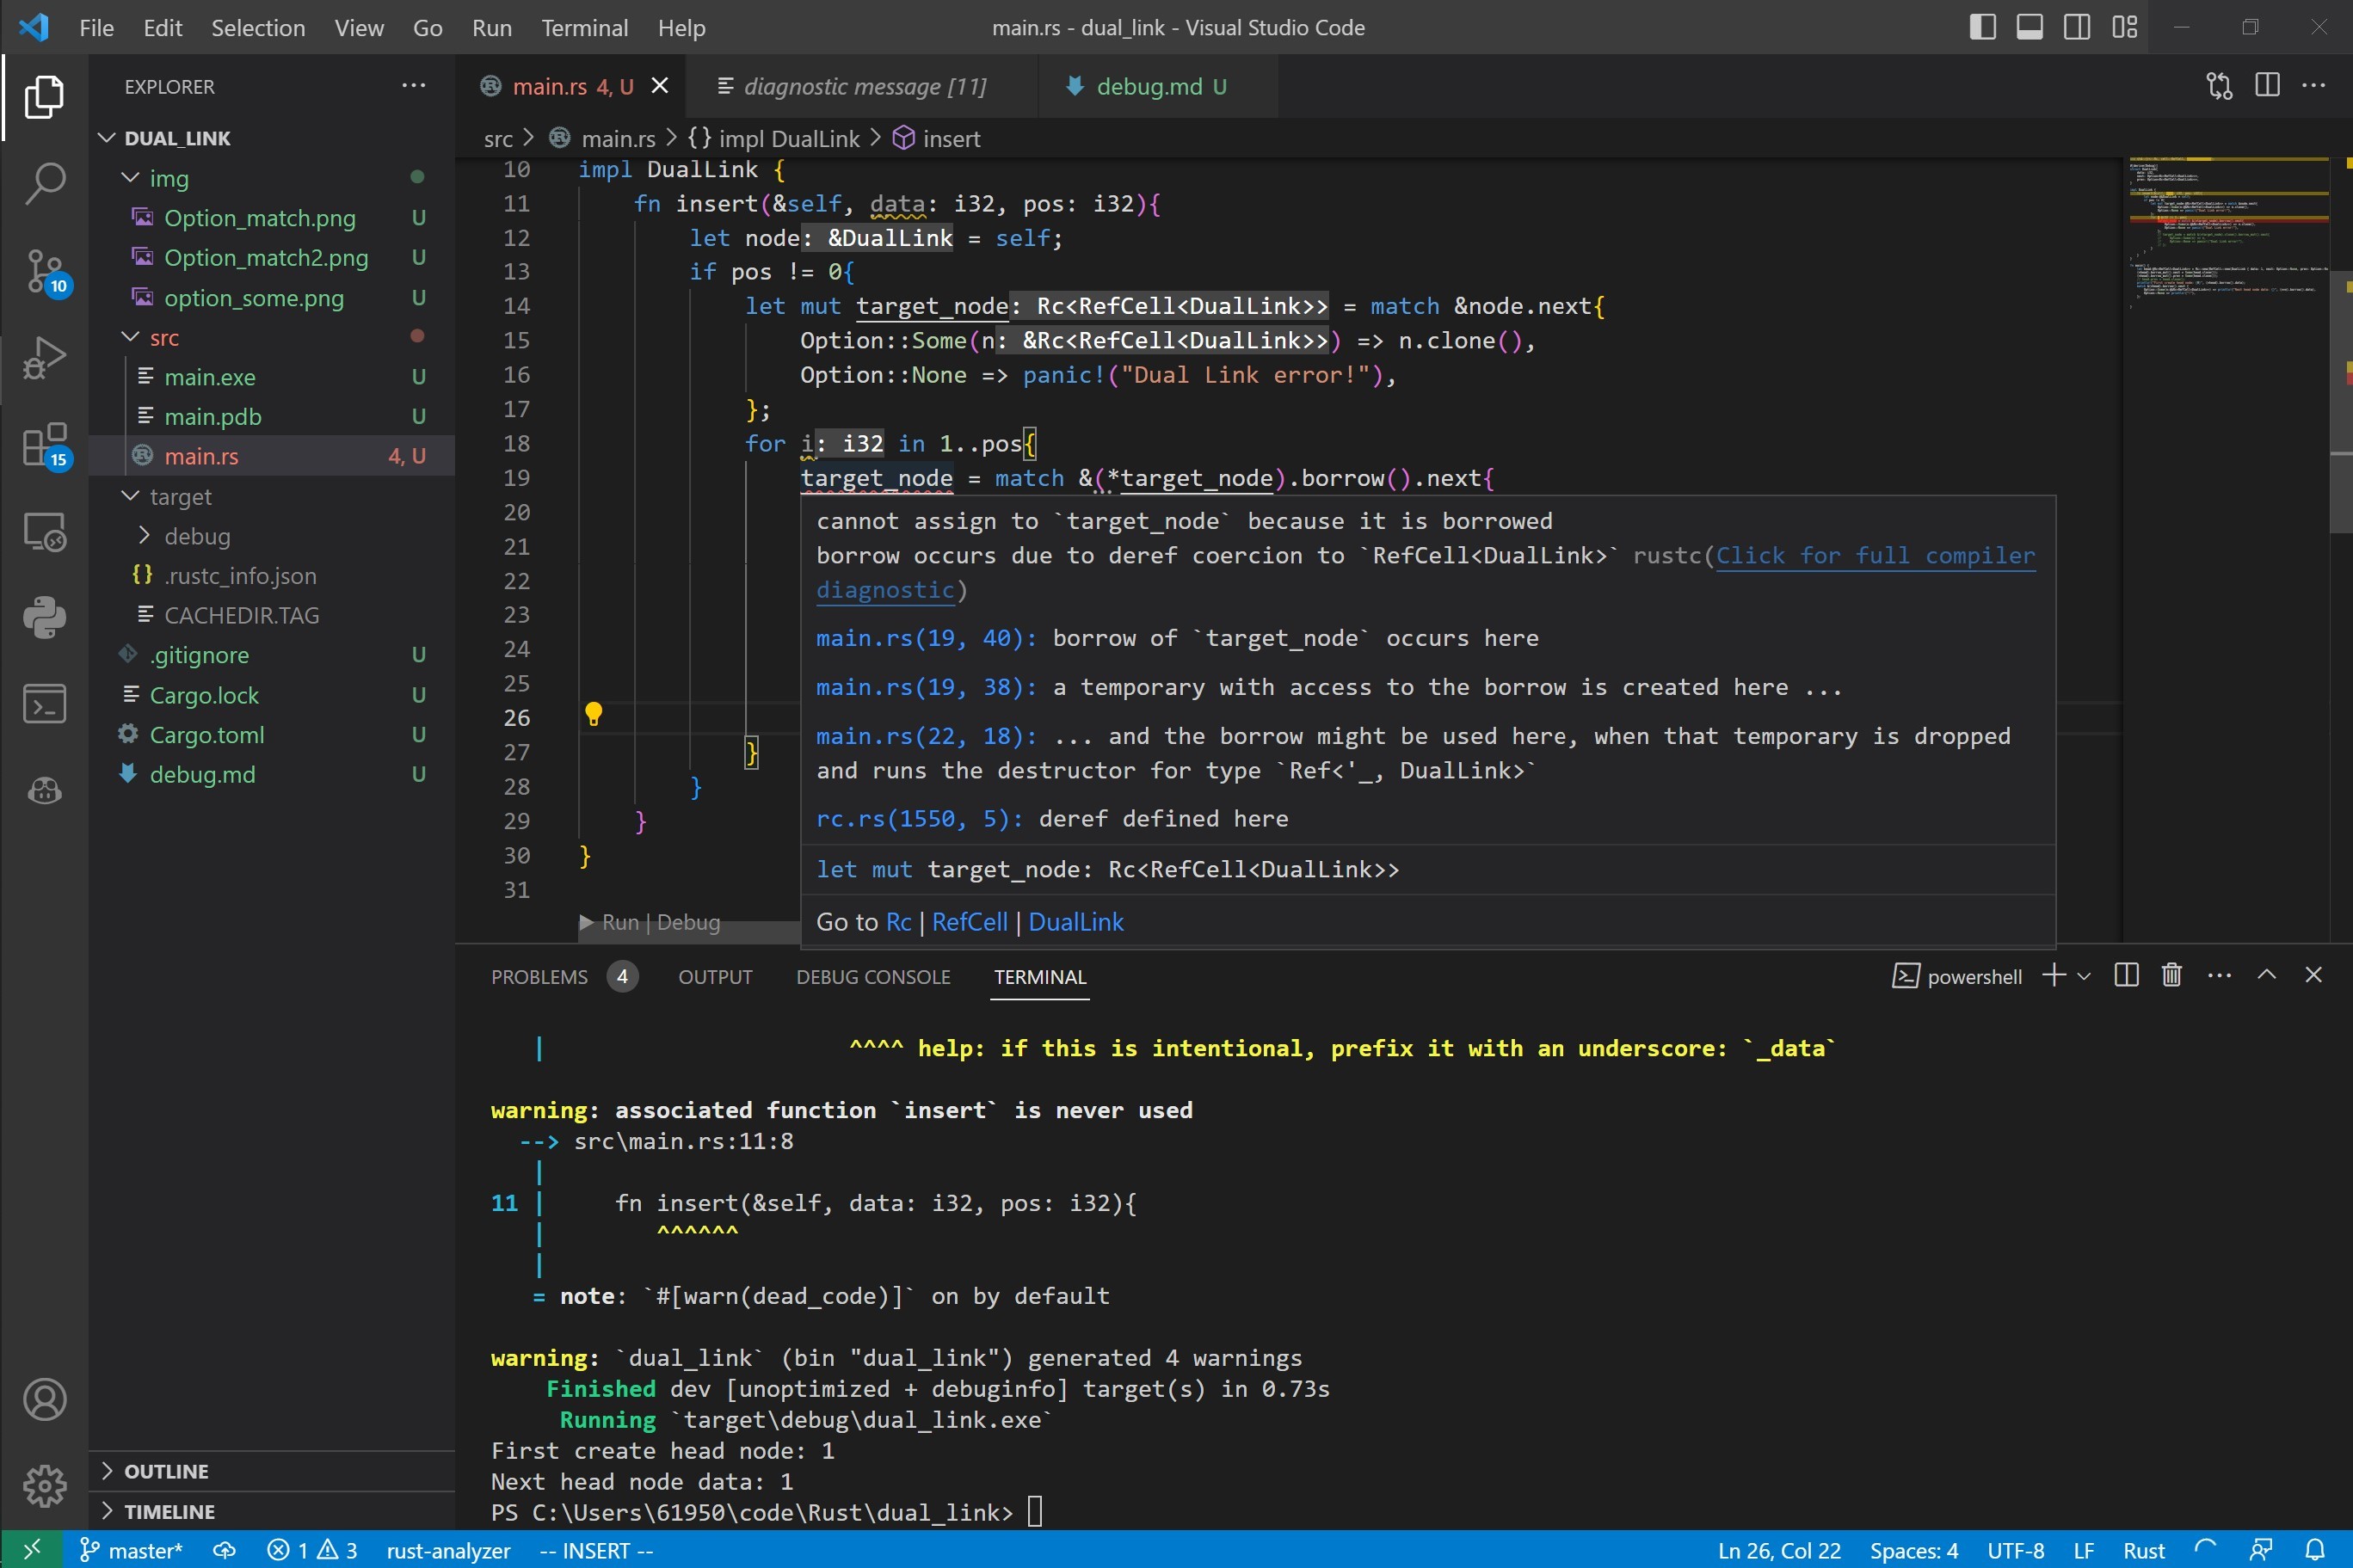 File Edit Selection View Go Run Terminal Help
main.rs - dual_link - Visual Studio Code
EXPLORER
DUAL_LINK
img
Option_match.png U
Option_match2.png U
option_some.png U
src
main.exe U
main.pdb U
main.rs 4, U
target
debug
{} .rustc_info.json
CACHEDIR.TAG
.gitignore U
Cargo.lock U
Cargo.toml U
debug.md U
OUTLINE
TIMELINE
10
15
main.rs 4, U
diagnostic message [11]
debug.md U
src > main.rs > {} impl DualLink > insert
10 impl DualLink {
11 fn insert(&self, data: i32, pos: i32){
12 let node: &DualLink = self;
13 if pos != 0{
14 let mut target_node: Rc<RefCell<DualLink>> = match &node.next{
15 Option::Some(n: &Rc<RefCell<DualLink>>) => n.clone(),
16 Option::None => panic!("Dual Link error!"),
17 };
18 for i: i32 in 1..pos{
19 target_node = match &(*target_node).borrow().next{
20
21
22
23
24
25
26
27 }
28 }
29 }
30 }
31
Run | Debug
cannot assign to `target_node` because it is borrowed
borrow occurs due to deref coercion to `RefCell<DualLink>` rustc(Click for full compiler
diagnostic)
main.rs(19, 40): borrow of `target_node` occurs here
main.rs(19, 38): a temporary with access to the borrow is created here ...
main.rs(22, 18): ... and the borrow might be used here, when that temporary is dropped
and runs the destructor for type `Ref<'_, DualLink>`
rc.rs(1550, 5): deref defined here
let mut target_node: Rc<RefCell<DualLink>>
Go to Rc | RefCell | DualLink
PROBLEMS 4 OUTPUT DEBUG CONSOLE TERMINAL
powershell
| ^^^^ help: if this is intentional, prefix it with an underscore: `_data`
warning: associated function `insert` is never used
--> src\main.rs:11:8
|
11 | fn insert(&self, data: i32, pos: i32){
| ^^^^^^
|
= note: `#[warn(dead_code)]` on by default
warning: `dual_link` (bin "dual_link") generated 4 warnings
Finished dev [unoptimized + debuginfo] target(s) in 0.73s
Running `target\debug\dual_link.exe`
First create head node: 1
Next head node data: 1
PS C:\Users\61950\code\Rust\dual_link>
master* 1 3 rust-analyzer -- INSERT --
Ln 26, Col 22 Spaces: 4 UTF-8 LF Rust